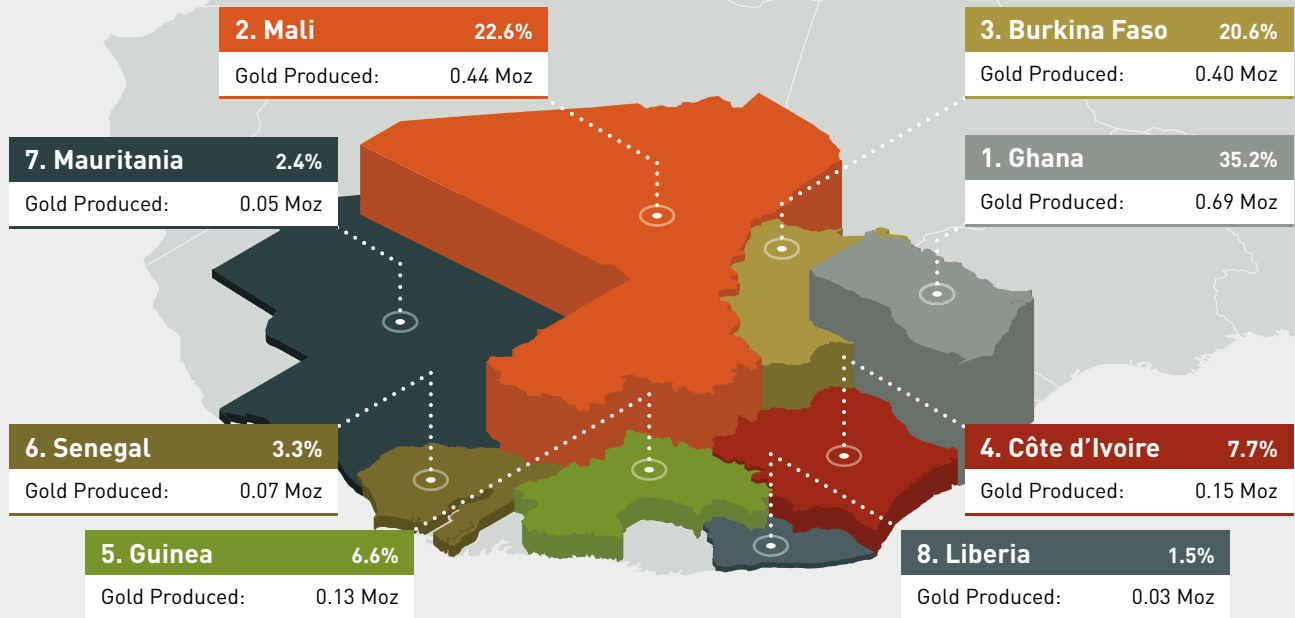 2. Mali 22.6%
Gold Produced: 0.44 Moz
3. Burkina Faso 20.6%
Gold Produced: 0.40 Moz
7. Mauritania 2.4%
Gold Produced: 0.05 Moz
1. Ghana 35.2%
Gold Produced: 0.69 Moz
6. Senegal 3.3%
Gold Produced: 0.07 Moz
4. Côte d’Ivoire 7.7%
Gold Produced: 0.15 Moz
5. Guinea 6.6%
Gold Produced: 0.13 Moz
8. Liberia 1.5%
Gold Produced: 0.03 Moz